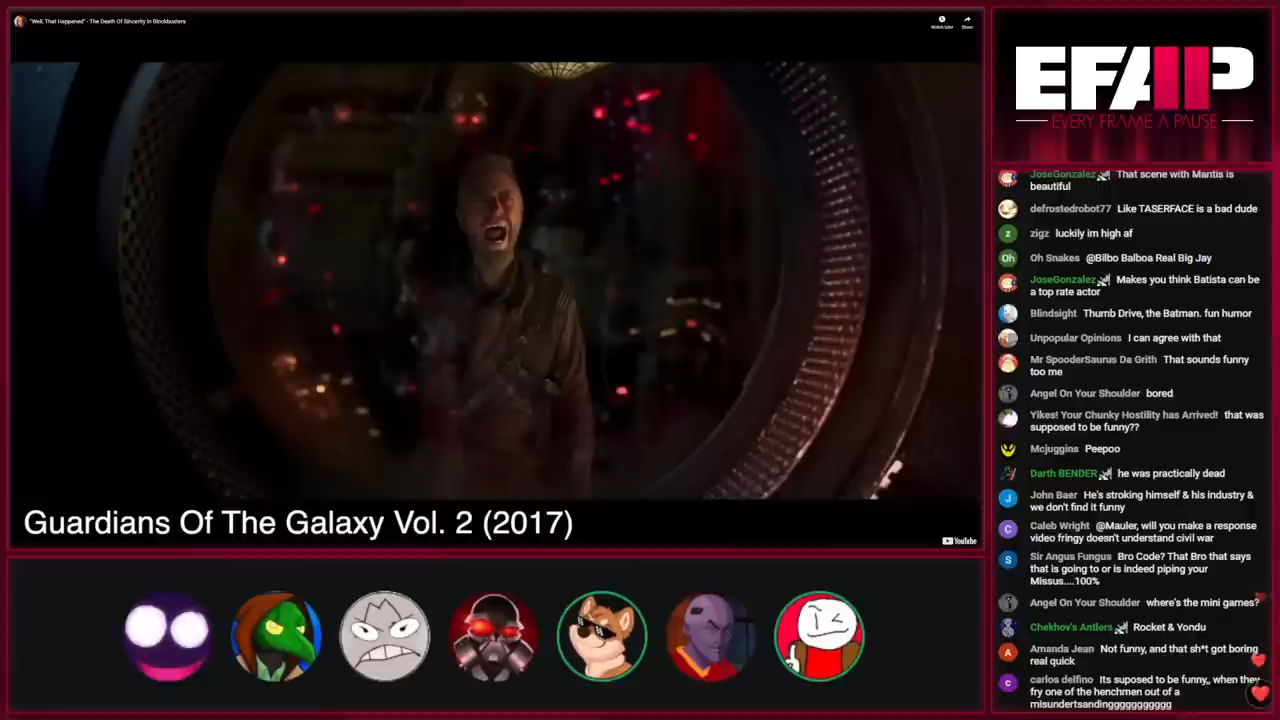 "Well, That Happened" - The Death Of Sincerity In Blockbusters
Watch later
Share
Guardians Of The Galaxy Vol. 2 (2017)
YouTube
EFAP
EVERY FRAME A PAUSE
JoseGonzalez That scene with Mantis is
beautiful
defrostedrobot77 Like TASERFACE is a bad dude
z
zigz luckily im high af
Oh
Oh Snakes @Bilbo Balboa Real Big Jay
JoseGonzalez Makes you think Batista can be
a top rate actor
Blindsight Thumb Drive, the Batman. fun humor
Unpopular Opinions I can agree with that
Mr SpooderSaurus Da Grith That sounds funny
too me
Angel On Your Shoulder bored
Yikes! Your Chunky Hostility has Arrived! that was
supposed to be funny??
Mcjuggins Peepoo
Darth BENDER he was practically dead
J
John Baer He's stroking himself & his industry &
we don't find it funny
C
Caleb Wright @Mauler, will you make a response
video fringy doesn't understand civil war
S
Sir Angus Fungus Bro Code? That Bro that says
that is going to or is indeed piping your
Missus....100%
Angel On Your Shoulder where's the mini games?
Chekhov's Antlers Rocket & Yondu
A
Amanda Jean Not funny, and that sh*t got boring
real quick
c
carlos delfino Its suposed to be funny,, when they
fry one of the henchmen out of a
misundertsandinggggggggggg